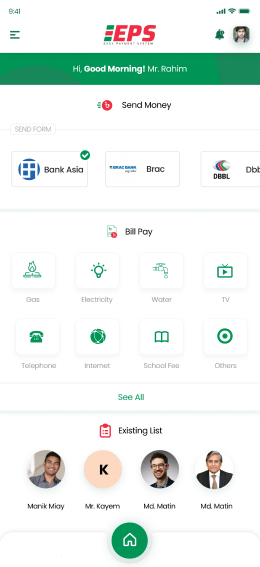 9:41
EPS
EASY PAYMENT SYSTEM
Hi, Good Morning! Mr. Rahim
Send Money
SEND FORM
Bank Asia
BRAC BANK
Brac
DBBL
Dbb
Bill Pay
Gas
Electricity
Water
TV
Telephone
Internet
School Fee
Others
See All
Existing List
K
Manik Miay
Mr. Kayem
Md. Matin
Md. Matin